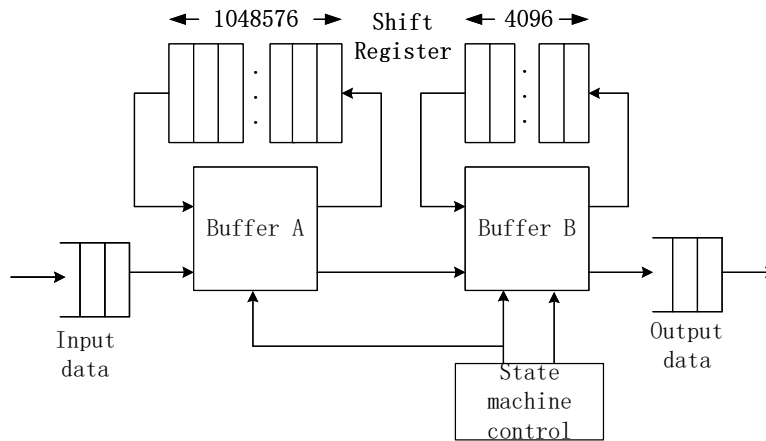 1048576
Shift
Register
4096
Buffer A
Buffer B
Input
data
Output
data
State
machine
control